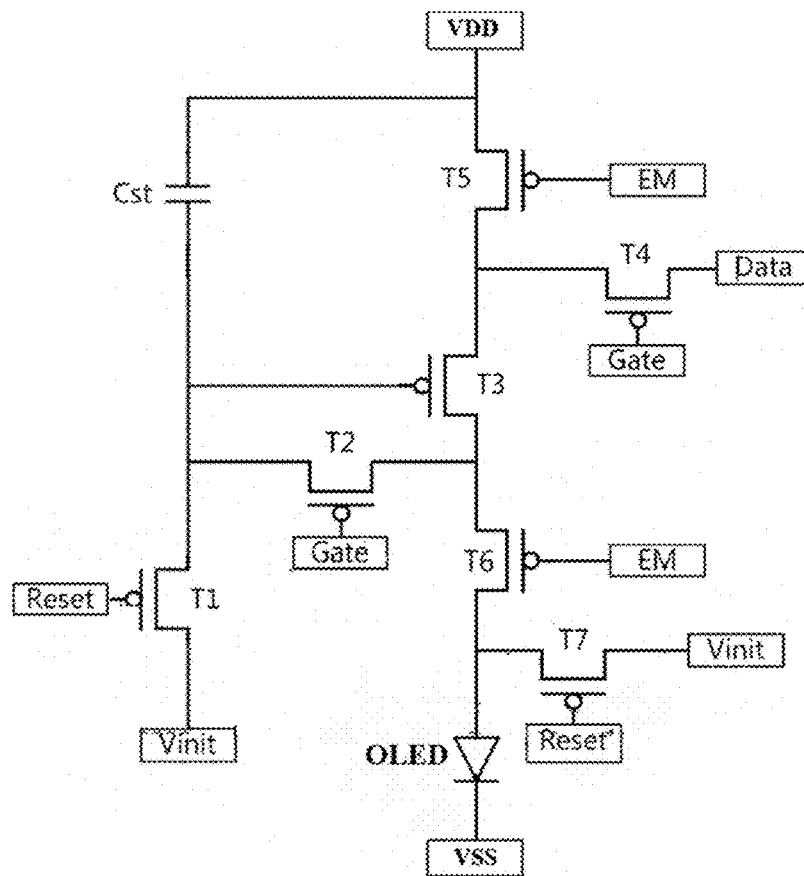 VDD
T5
EM
Cst
T4
Data
Gate
T3
T2
Gate
T6
EM
Reset
T1
T7
Vinit
Vinit
Reset'
OLED
VSS